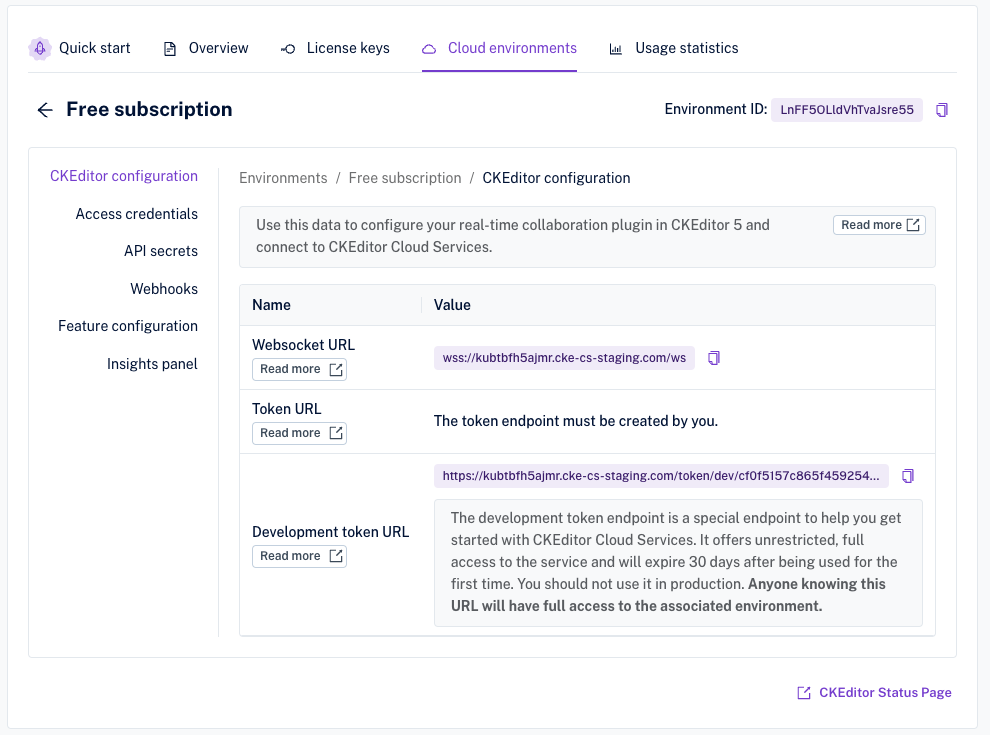 Quick start
Overview
License keys
Cloud environments
Usage statistics
Free subscription
Environment ID: LnFF5OLldVhTvaJsre55
CKEditor configuration
Access credentials
API secrets
Webhooks
Feature configuration
Insights panel
Environments / Free subscription / CKEditor configuration
Use this data to configure your real-time collaboration plugin in CKEditor 5 and
connect to CKEditor Cloud Services.
Read more
Name
Value
Websocket URL
Read more
wss://kubtbfh5ajmr.cke-cs-staging.com/ws
Token URL
Read more
The token endpoint must be created by you.
Development token URL
Read more
https://kubtbfh5ajmr.cke-cs-staging.com/token/dev/cf0f5157c865f459254...
The development token endpoint is a special endpoint to help you get
started with CKEditor Cloud Services. It offers unrestricted, full
access to the service and will expire 30 days after being used for the
first time. You should not use it in production. Anyone knowing this
URL will have full access to the associated environment.
CKEditor Status Page